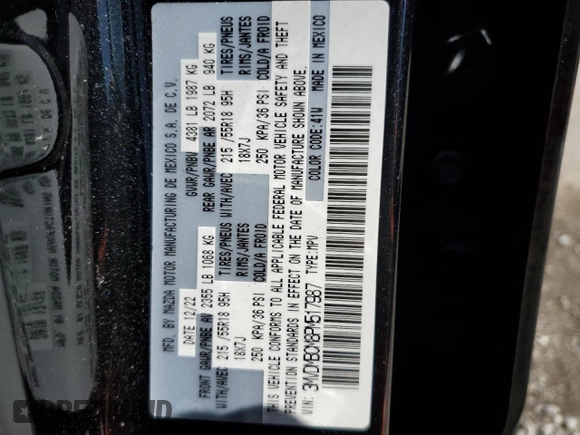 MFD. BY MAZDA MOTOR MANUFACTURING DE MEXICO S.A. DE C.V.
DATE 12/22 GVWR/PNBV 4381 LB 1987 KG
FRONT GAWR/PNBE AV 2355 LB 1068 KG REAR GAWR/PNBE AR 2072 LB 940 KG
WITH/AVEC 215 /55R18 95H TIRES/PNEUS WITH/AVEC 215 /55R18 95H TIRES/PNEUS
18X7J RIMS/JANTES 18X7J RIMS/JANTES
250 KPA/36 PSI COLD/A FROID 250 KPA/36 PSI COLD/A FROID
THIS VEHICLE CONFORMS TO ALL APPLICABLE FEDERAL MOTOR VEHICLE SAFETY AND THEFT
STANDARDS IN EFFECT ON THE DATE OF MANUFACTURE SHOWN ABOVE.
VIN: 3MVDMBCM8PM517987 TYPE:MPV COLOR CODE:41W MADE IN MEXICO